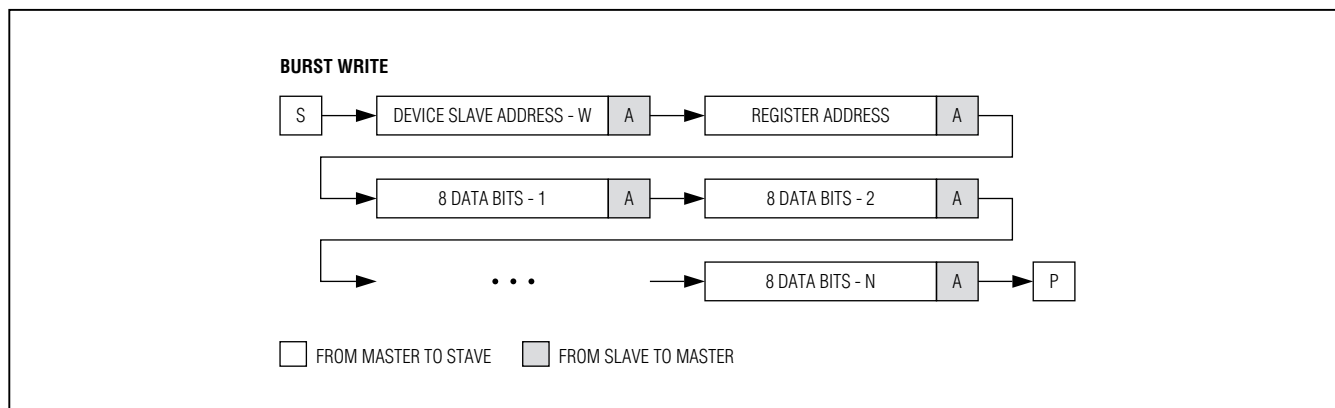 BURST WRITE
S DEVICE SLAVE ADDRESS - W A REGISTER ADDRESS A
8 DATA BITS - 1 A 8 DATA BITS - 2 A
• • • 8 DATA BITS - N A P
FROM MASTER TO STAVE FROM SLAVE TO MASTER